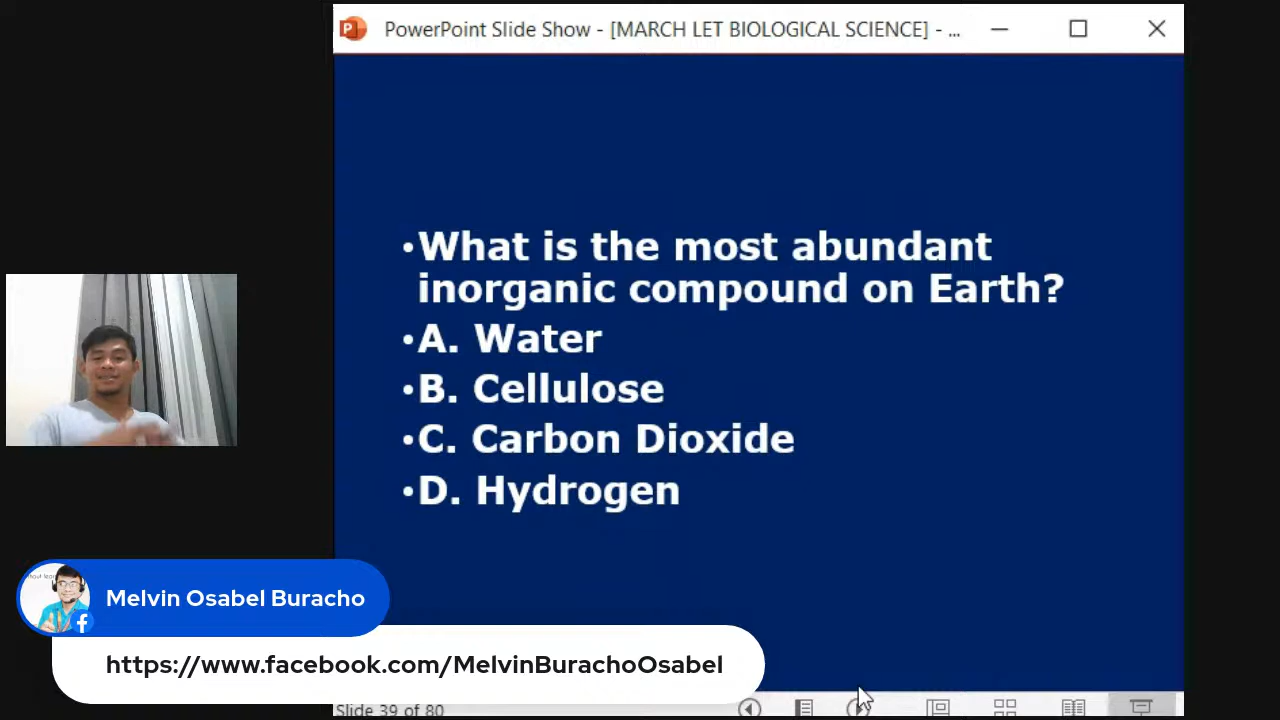 PowerPoint Slide Show - [MARCH LET BIOLOGICAL SCIENCE] - ...
•What is the most abundant
inorganic compound on Earth?
•A. Water
•B. Cellulose
•C. Carbon Dioxide
•D. Hydrogen
Melvin Osabel Buracho
https://www.facebook.com/MelvinBurachoOsabel
Slide 39 of 80